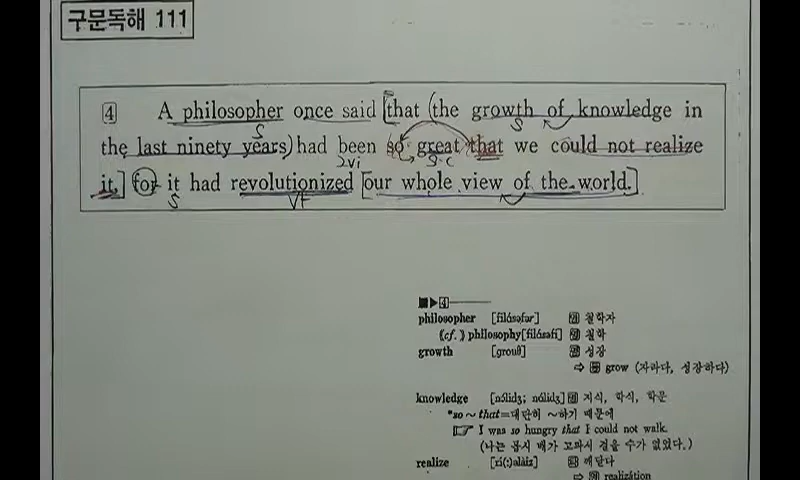 구문독해 111
4 A philosopher once said that (the growth of knowledge in
S S
the last ninety years) had been so great that we could not realize
2vi S·C
it,] for it had revolutionized [our whole view of the world.]
S Vt
4
philosopher [filásəfər] 명 철학자
(cf.) philosophy[filásəfi] 명 철학
growth [grouθ] 명 성장
⇨ 동 grow (자라다, 성장하다)
knowledge [nálidʒ; nɔ́lidʒ] 명 지식, 학식, 학문
*so ~ that=대단히 ~하기 때문에
☞ I was so hungry that I could not walk.
(나는 몹시 배가 고파서 걸을 수가 없었다.)
realize [rí(:)əlàiz] 동 깨닫다
⇨ 명 realization